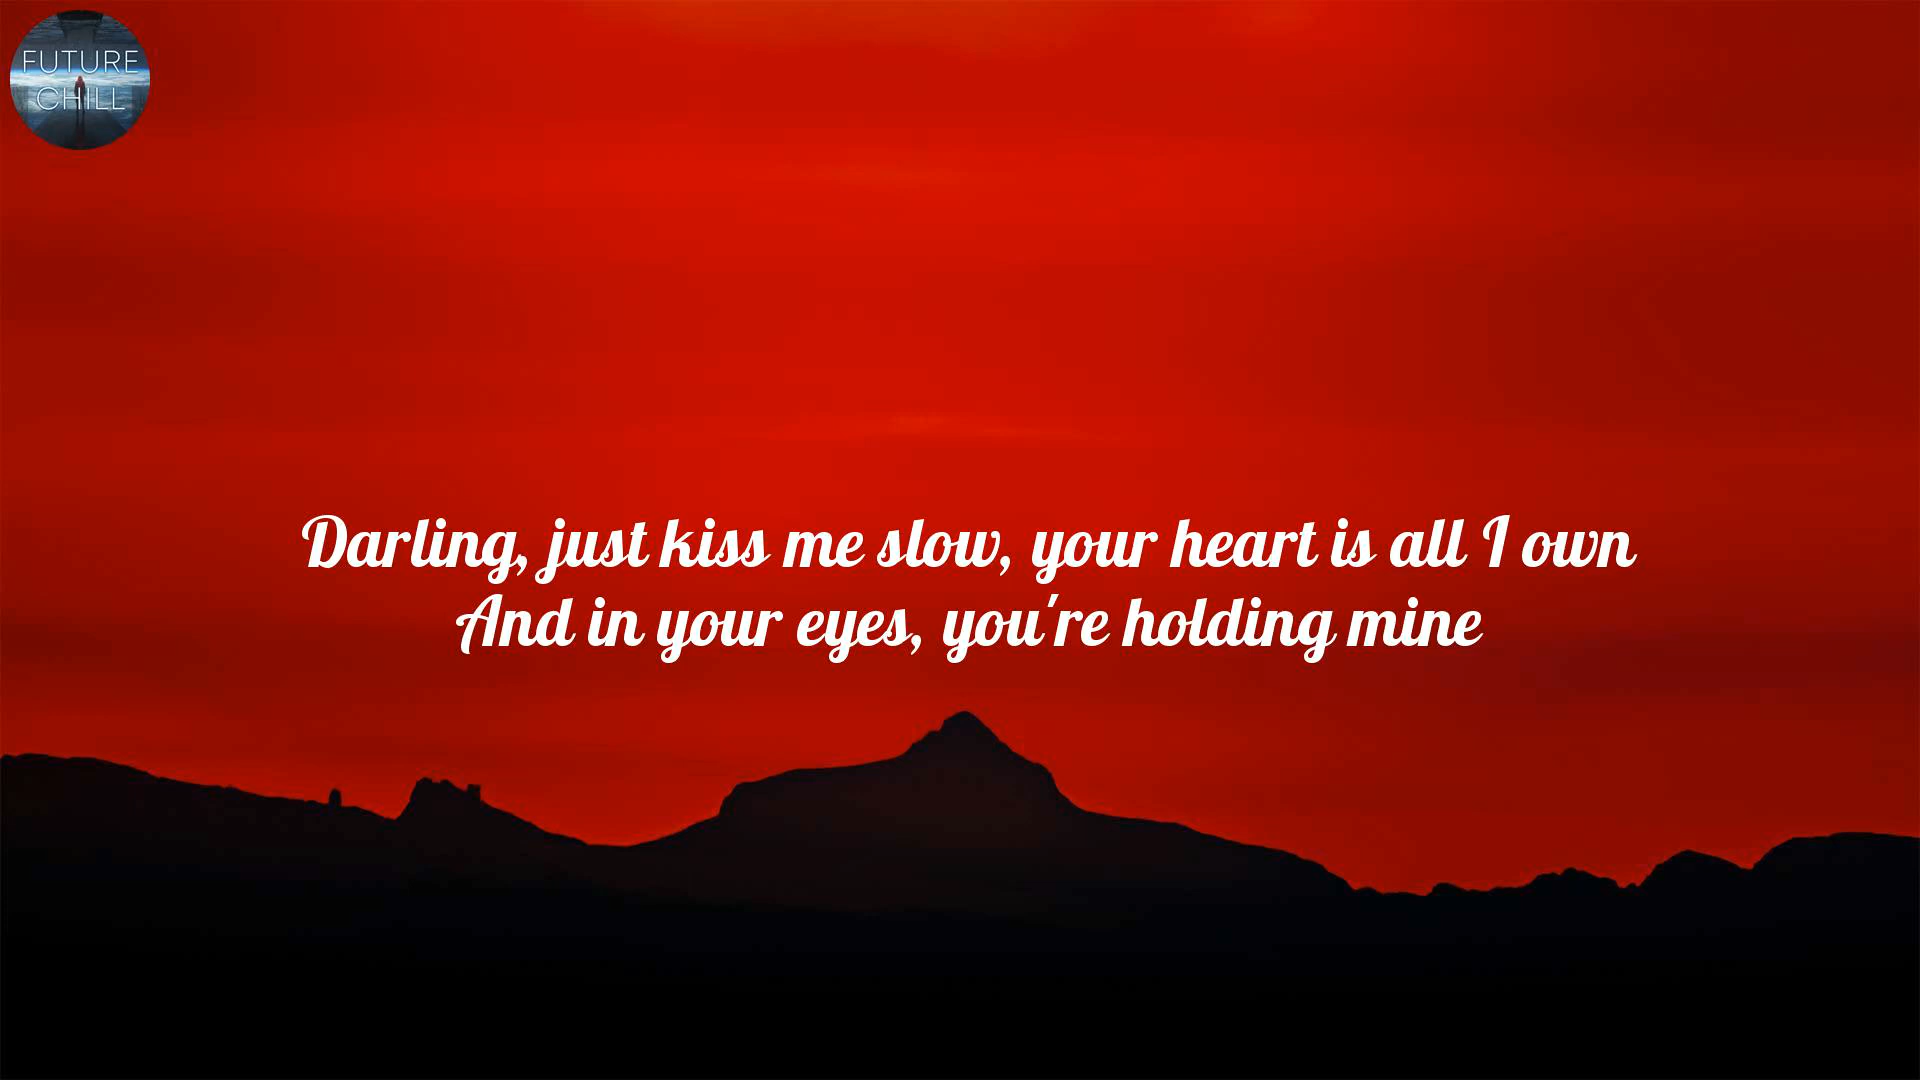 FUTURE
CHILL
Darling, just kiss me slow, your heart is all I own
And in your eyes, you're holding mine